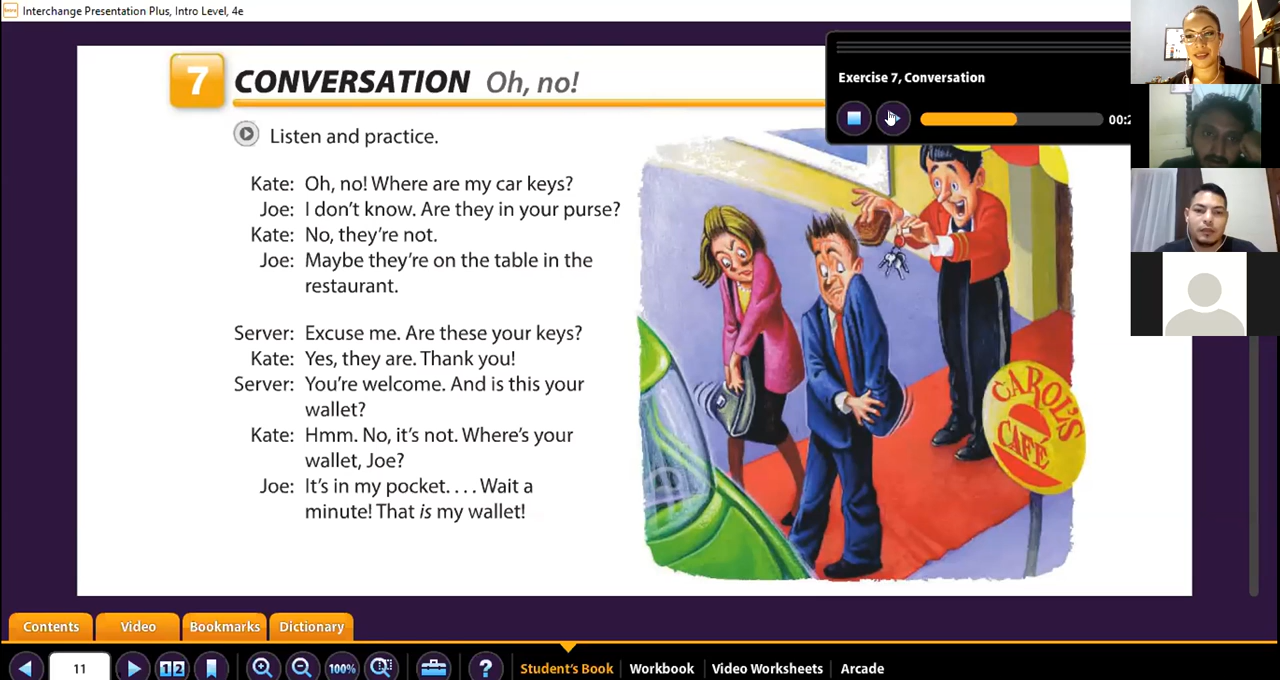 Interchange Presentation Plus, Intro Level, 4e
7 CONVERSATION Oh, no!
Listen and practice.
Kate: Oh, no! Where are my car keys?
Joe: I don't know. Are they in your purse?
Kate: No, they're not.
Joe: Maybe they're on the table in the
restaurant.
Server: Excuse me. Are these your keys?
Kate: Yes, they are. Thank you!
Server: You're welcome. And is this your
wallet?
Kate: Hmm. No, it's not. Where's your
wallet, Joe?
Joe: It's in my pocket. . . . Wait a
minute! That is my wallet!
Exercise 7, Conversation
00:2
CAROL'S
CAFÉ
Contents Video Bookmarks Dictionary
11 12 100% ? Student's Book Workbook Video Worksheets Arcade